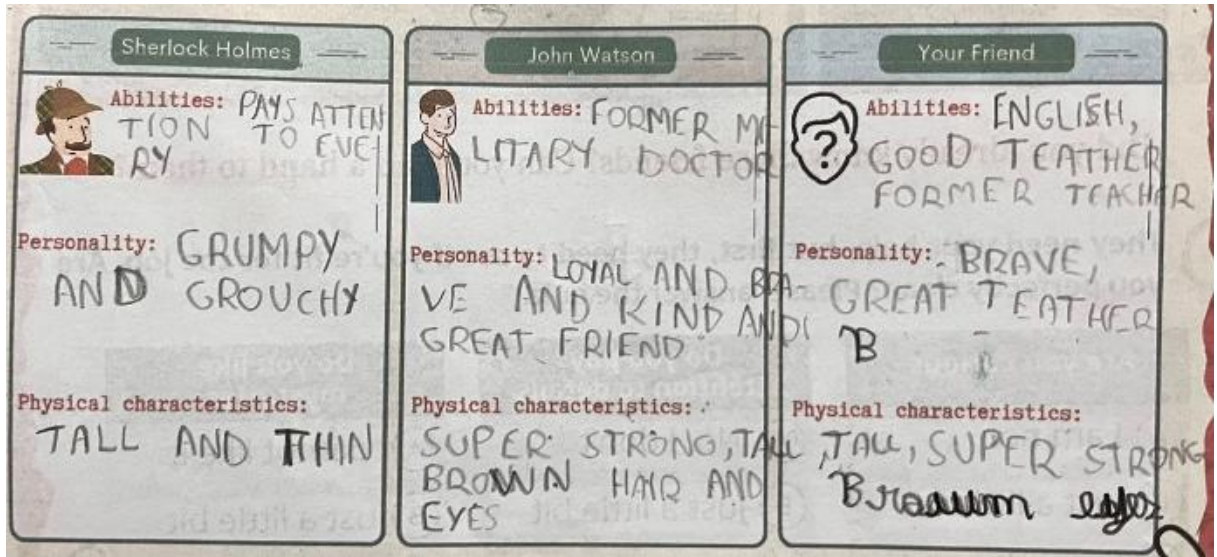 Sherlock Holmes
Abilities: PAYS ATTEN
TION TO EVE-
RY
Personality: GRUMPY
AND GROUCHY
Physical characteristics:
TALL AND THIN
John Watson
Abilities: FORMER MI-
LITARY DOCTOR
Personality: LOYAL AND BRA-
VE AND KIND AND
GREAT FRIEND
Physical characteristics:
SUPER STRONG, TALL
BROWN HAIR AND
EYES
Your Friend
?
Abilities: ENGLISH,
GOOD TEATHER
FORMER TEACHER
Personality: BRAVE,
GREAT TEATHER
B
Physical characteristics:
,TALL, SUPER STRONG